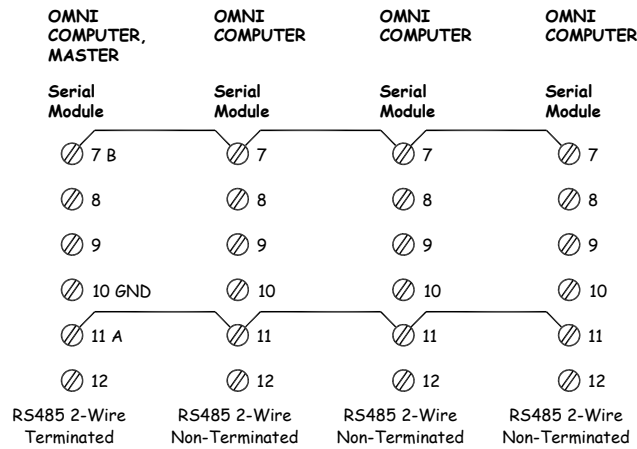 OMNI COMPUTER, MASTER
OMNI COMPUTER
OMNI COMPUTER
OMNI COMPUTER
Serial Module
Serial Module
Serial Module
Serial Module
7 B
7
7
7
8
8
8
8
9
9
9
9
10 GND
10
10
10
11 A
11
11
11
12
12
12
12
RS485 2-Wire Terminated
RS485 2-Wire Non-Terminated
RS485 2-Wire Non-Terminated
RS485 2-Wire Non-Terminated